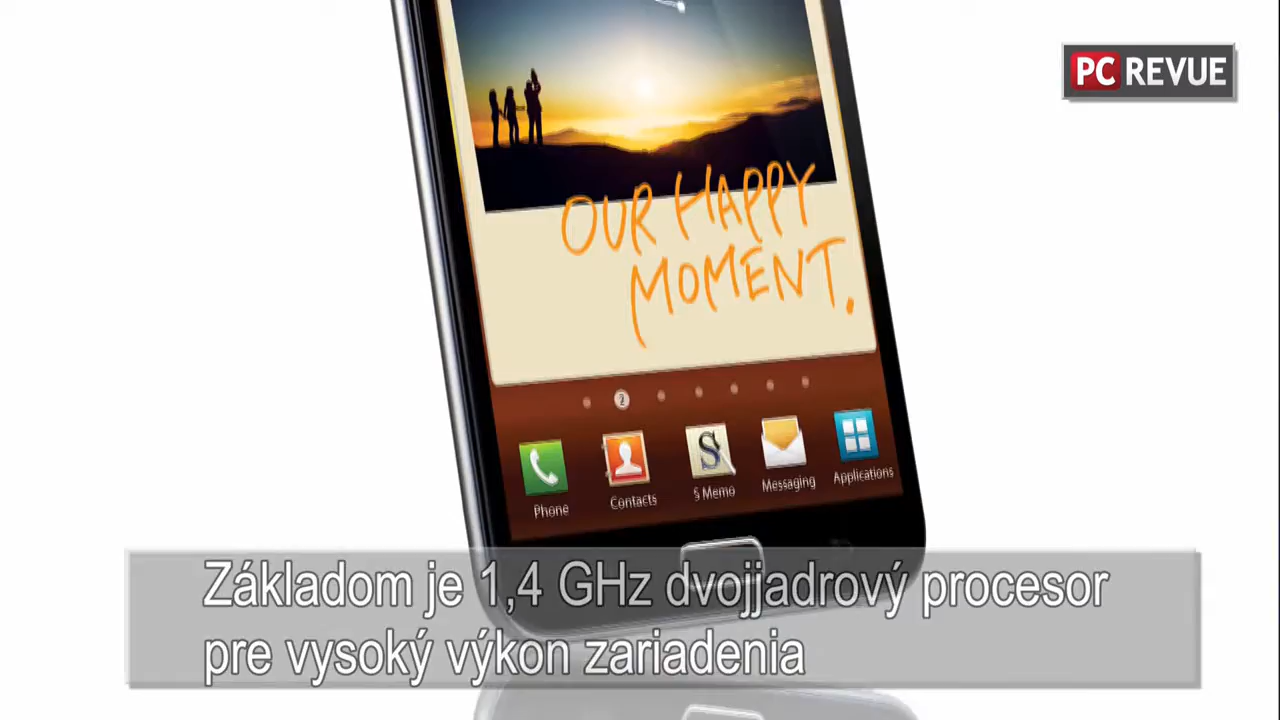 PC REVUE
OUR HAPPY
MOMENT.
2
Phone
Contacts
S Memo
Messaging
Applications
Základom je 1,4 GHz dvojjadrový procesor
pre vysoký výkon zariadenia